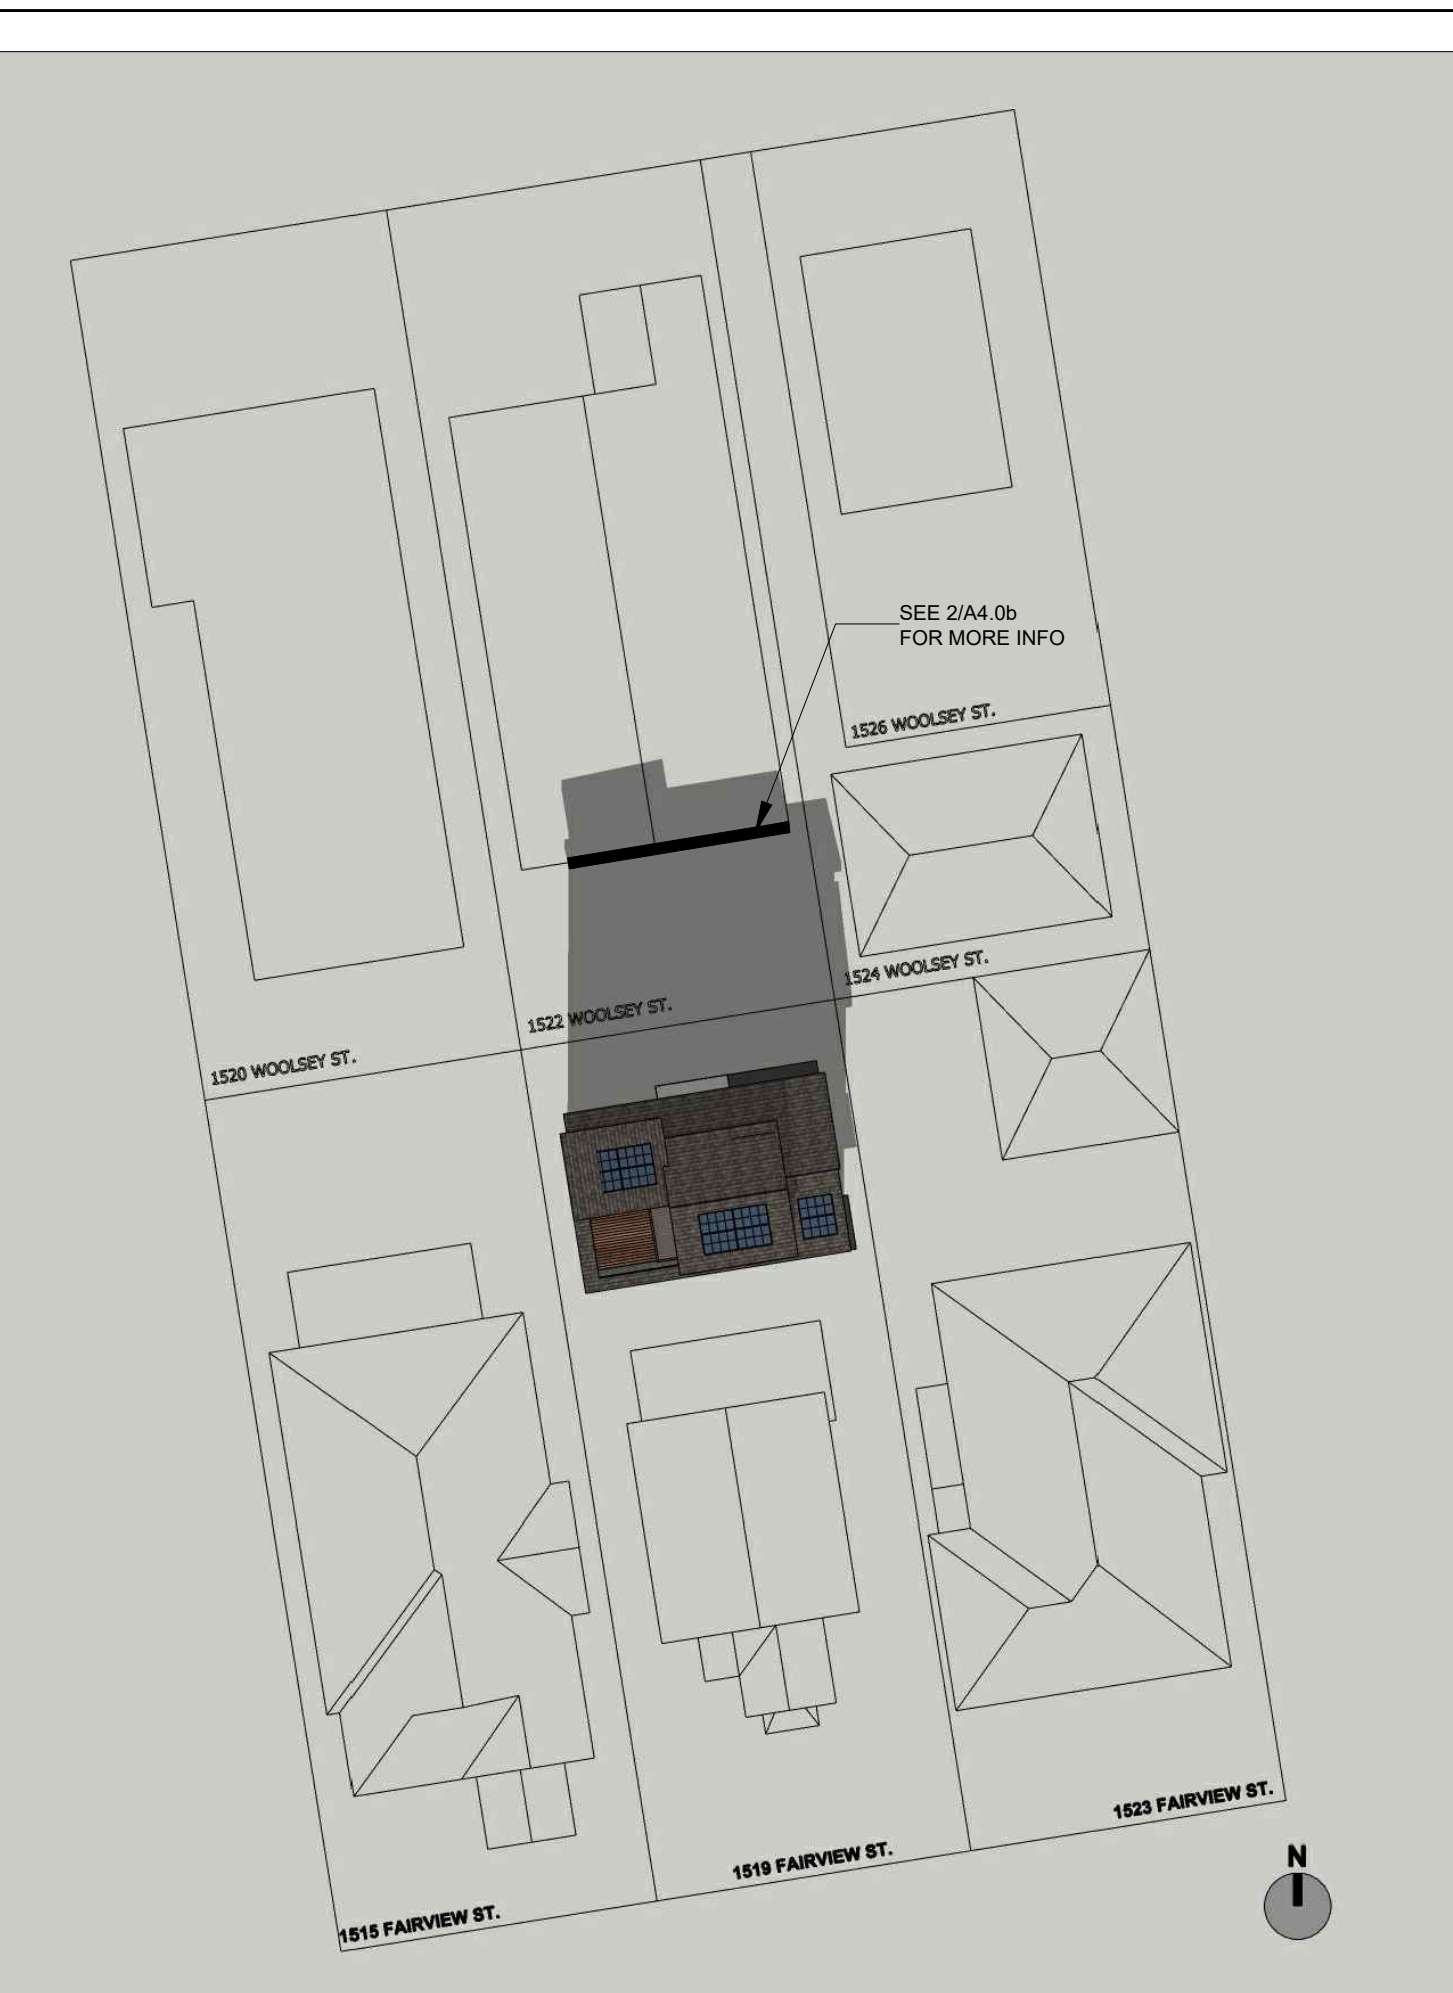 SEE 2/A4.0b
FOR MORE INFO
1526 WOOLSEY ST.
1524 WOOLSEY ST.
1522 WOOLSEY ST.
1520 WOOLSEY ST.
1523 FAIRVIEW ST.
1519 FAIRVIEW ST.
1515 FAIRVIEW ST.
N